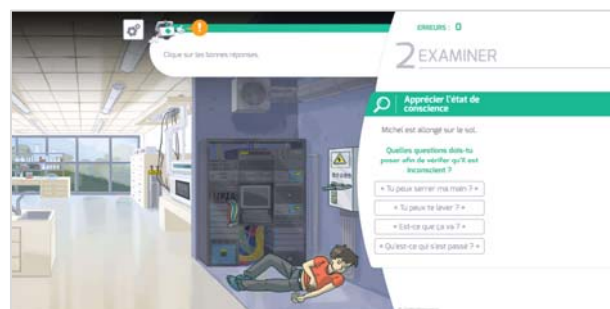 Clique sur les bonnes réponses.
ERREURS : 0
2 EXAMINER
Apprécier l'état de
conscience
Michel est allongé sur le sol.
Quelles questions dois-tu
poser afin de vérifier qu'il est
inconscient ?
« Tu peux serrer ma main ? »
« Tu peux te lever ? »
« Est-ce que ça va ? »
« Qu'est-ce qui s'est passé ? »